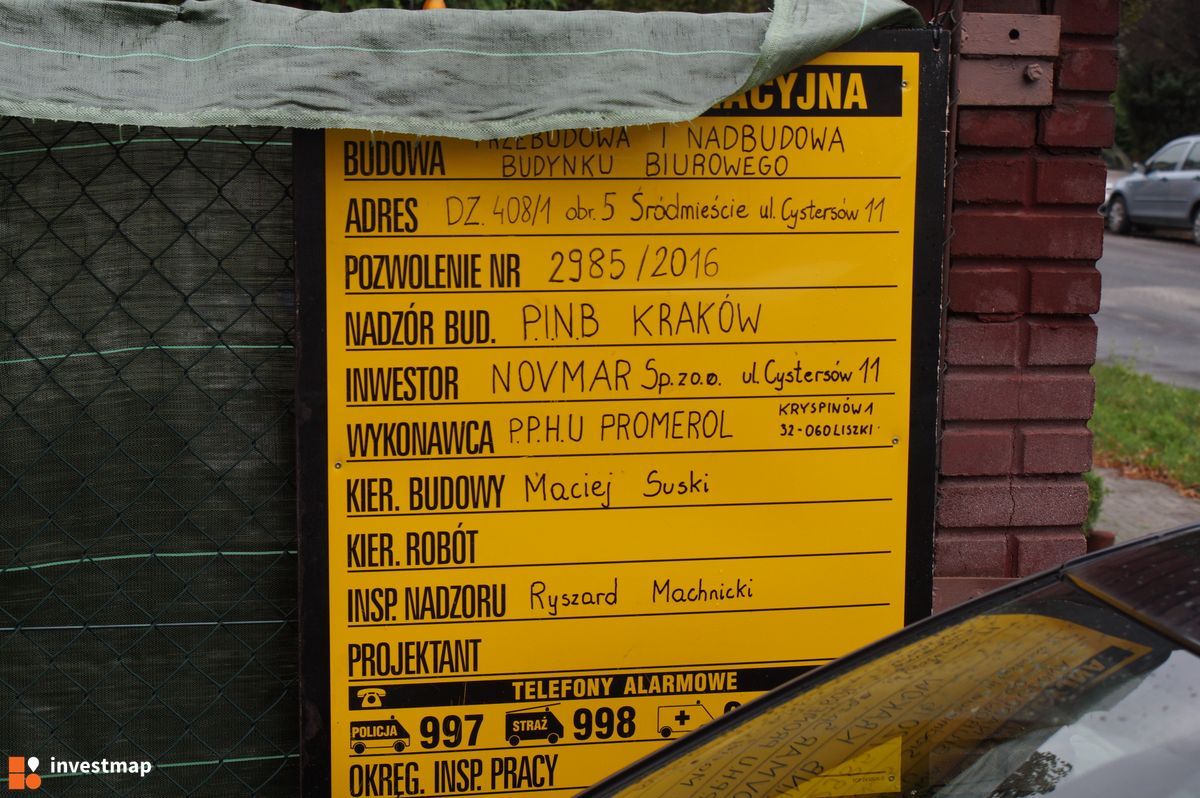 ACYJNA
BUDOWA PRZEBUDOWA I NADBUDOWA
BUDYNKU BIUROWEGO
ADRES DZ. 408/1 obr. 5 Śródmieście ul. Cystersów 11
POZWOLENIE NR 2985/2016
NADZÓR BUD. P.I.N.B KRAKÓW
INWESTOR NOVMAR Sp. z o.o. ul. Cystersów 11
WYKONAWCA P.P.H.U PROMEROL KRYSPINÓW 1
32-060 LISZKI
KIER. BUDOWY Maciej Suski
KIER. ROBÓT
INSP. NADZORU Ryszard Machnicki
PROJEKTANT
TELEFONY ALARMOWE
POLICJA 997 STRAŻ 998
OKRĘG. INSP. PRACY
investmap